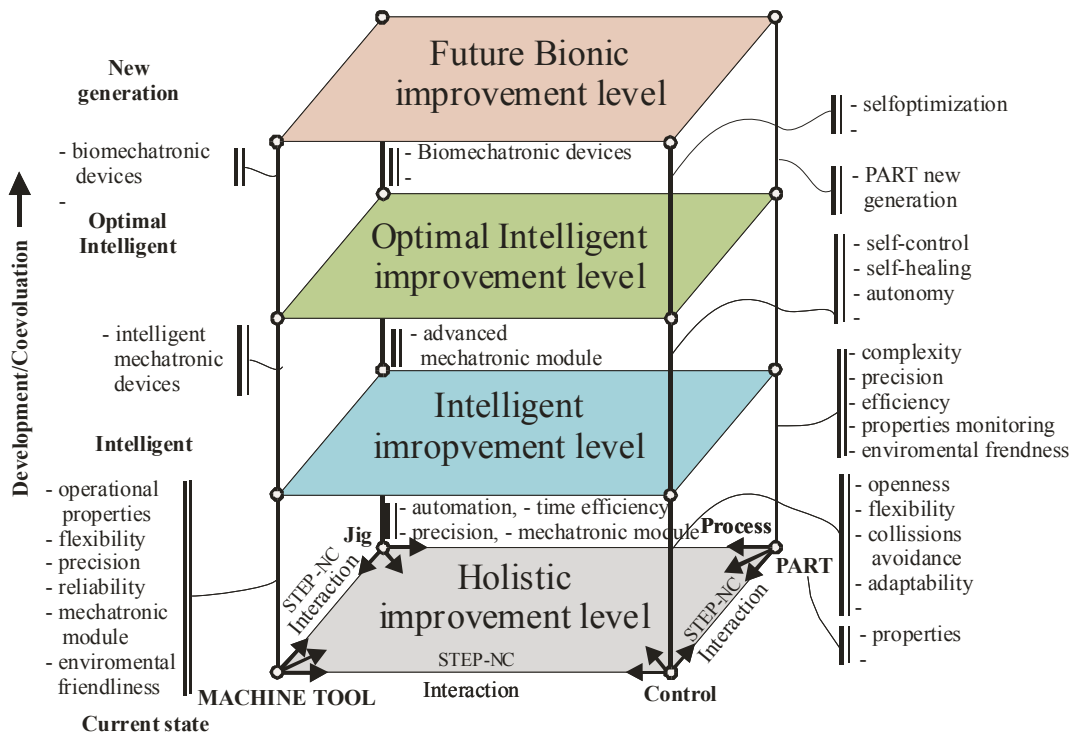 New
generation
Future Bionic
improvement level
- selfoptimization
-
- biomechatronic
devices
-
- Biomechatronic devices
-
- PART new
generation
Optimal
Intelligent
Optimal Intelligent
improvement level
- self-control
- self-healing
- autonomy
-
Development/Coevoluation
- intelligent
mechatronic
devices
- advanced
mechatronic module
- complexity
- precision
- efficiency
- properties monitoring
- enviromental frendness
Intelligent
Intelligent
imropvement level
- operational
properties
- flexibility
- precision
- reliability
- mechatronic
module
- enviromental
friendliness
- automation, - time efficiency
- precision, - mechatronic module
- openness
- flexibility
- collissions
avoidance
- adaptability
-
Jig
Process
PART
- properties
-
Holistic
improvement level
STEP-NC
Interaction
STEP-NC
Interaction
STEP-NC
Interaction
MACHINE TOOL
Control
Current state